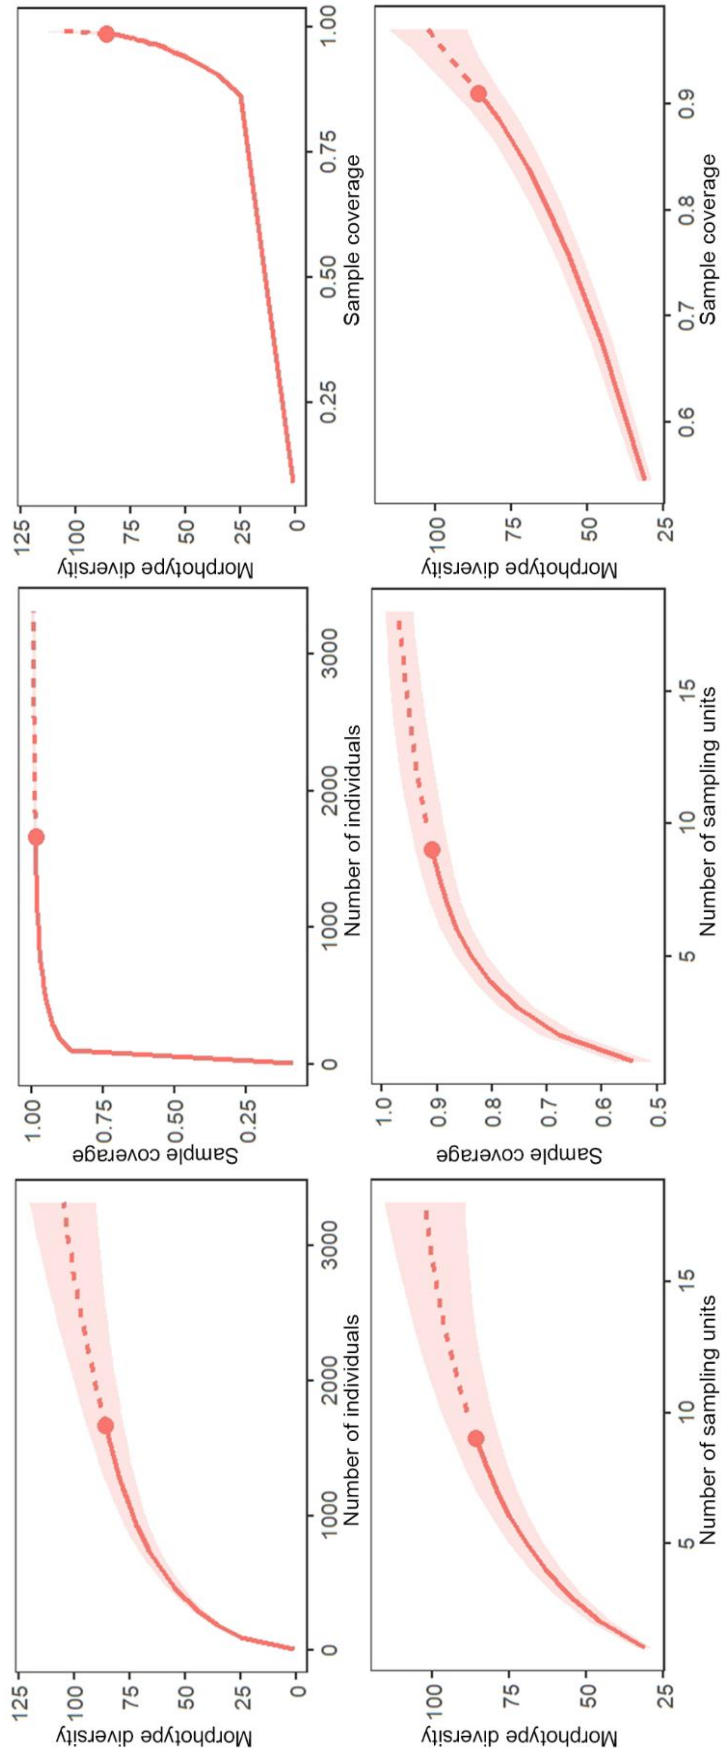 Morphotype diversity
125
100
75
50
25
0
0 1000 2000 3000
Number of individuals
Sample coverage
1.00
0.75
0.50
0.25
0 1000 2000 3000
Number of individuals
Morphotype diversity
125
100
75
50
25
0
0.25 0.50 0.75 1.00
Sample coverage
Morphotype diversity
100
75
50
25
5 10 15
Number of sampling units
Sample coverage
1.0
0.9
0.8
0.7
0.6
0.5
5 10 15
Number of sampling units
Morphotype diversity
100
75
50
25
0.6 0.7 0.8 0.9
Sample coverage